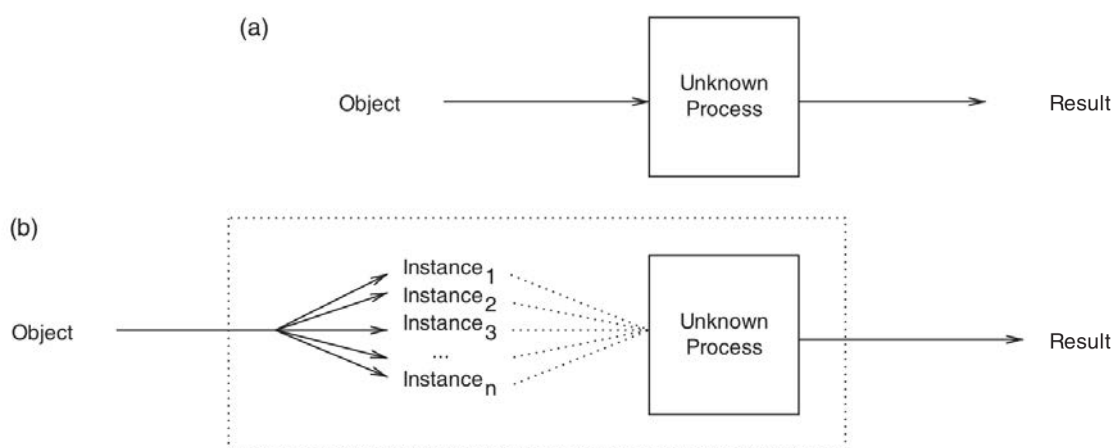 (a)
Object
Unknown
Process
Result
(b)
Object
Instance1
Instance2
Instance3
...
Instancen
Unknown
Process
Result